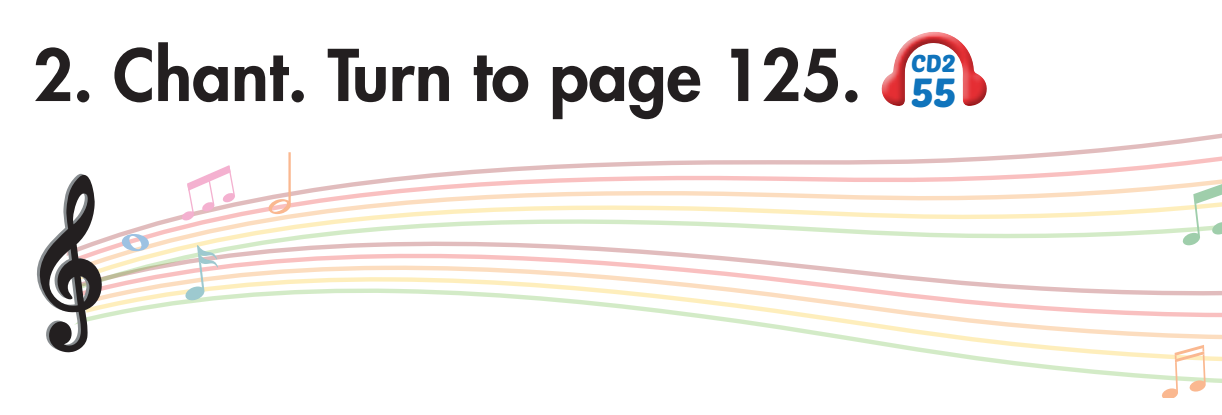 2. Chant. Turn to page 125.
CD2
55